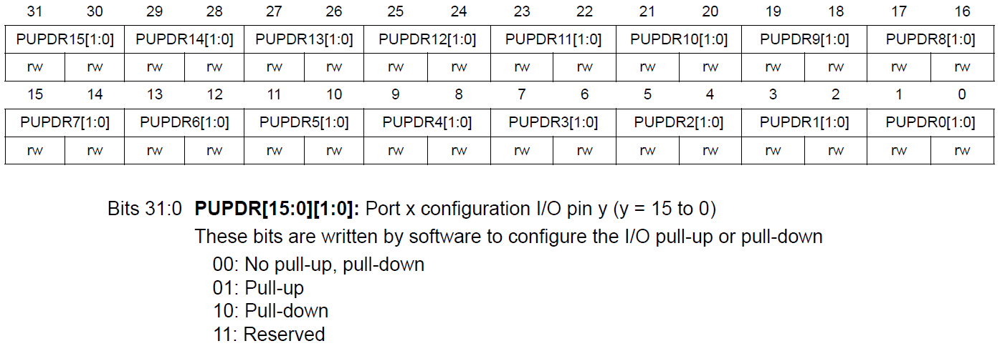 31 30 29 28 27 26 25 24 23 22 21 20 19 18 17 16
PUPDR15[1:0] PUPDR14[1:0] PUPDR13[1:0] PUPDR12[1:0] PUPDR11[1:0] PUPDR10[1:0] PUPDR9[1:0] PUPDR8[1:0]
rw rw rw rw rw rw rw rw rw rw rw rw rw rw rw rw
15 14 13 12 11 10 9 8 7 6 5 4 3 2 1 0
PUPDR7[1:0] PUPDR6[1:0] PUPDR5[1:0] PUPDR4[1:0] PUPDR3[1:0] PUPDR2[1:0] PUPDR1[1:0] PUPDR0[1:0]
rw rw rw rw rw rw rw rw rw rw rw rw rw rw rw rw
Bits 31:0 PUPDR[15:0][1:0]: Port x configuration I/O pin y (y = 15 to 0)
These bits are written by software to configure the I/O pull-up or pull-down
00: No pull-up, pull-down
01: Pull-up
10: Pull-down
11: Reserved